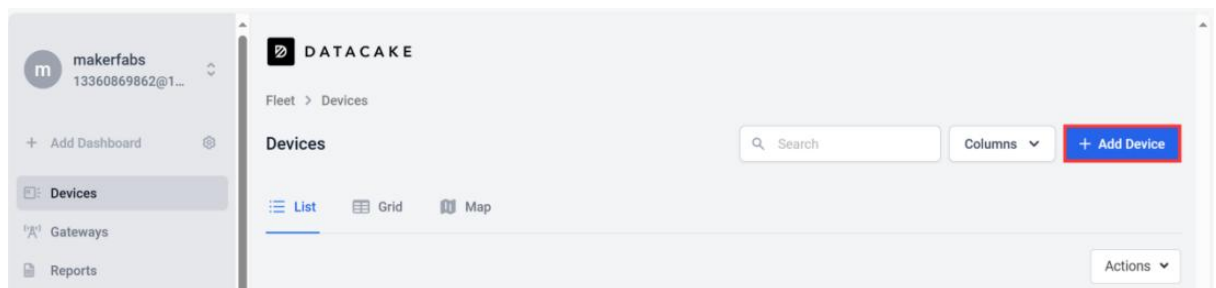 m
makerfabs
13360869862@1...
+ Add Dashboard
Devices
Gateways
Reports
DATACAKE
Fleet > Devices
Devices
Search
Columns
+ Add Device
List
Grid
Map
Actions